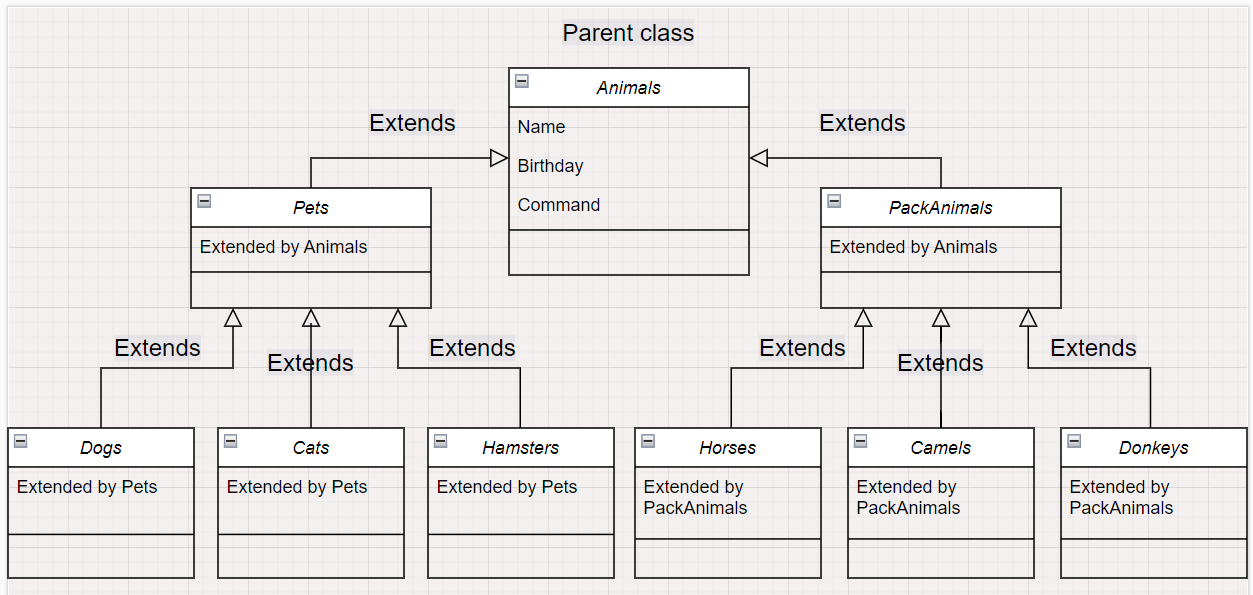 Parent class
Animals
Name
Birthday
Command
Extends
Extends
Pets
Extended by Animals
PackAnimals
Extended by Animals
Extends
Extends
Extends
Extends
Extends
Extends
Dogs
Extended by Pets
Cats
Extended by Pets
Hamsters
Extended by Pets
Horses
Extended by
PackAnimals
Camels
Extended by
PackAnimals
Donkeys
Extended by
PackAnimals